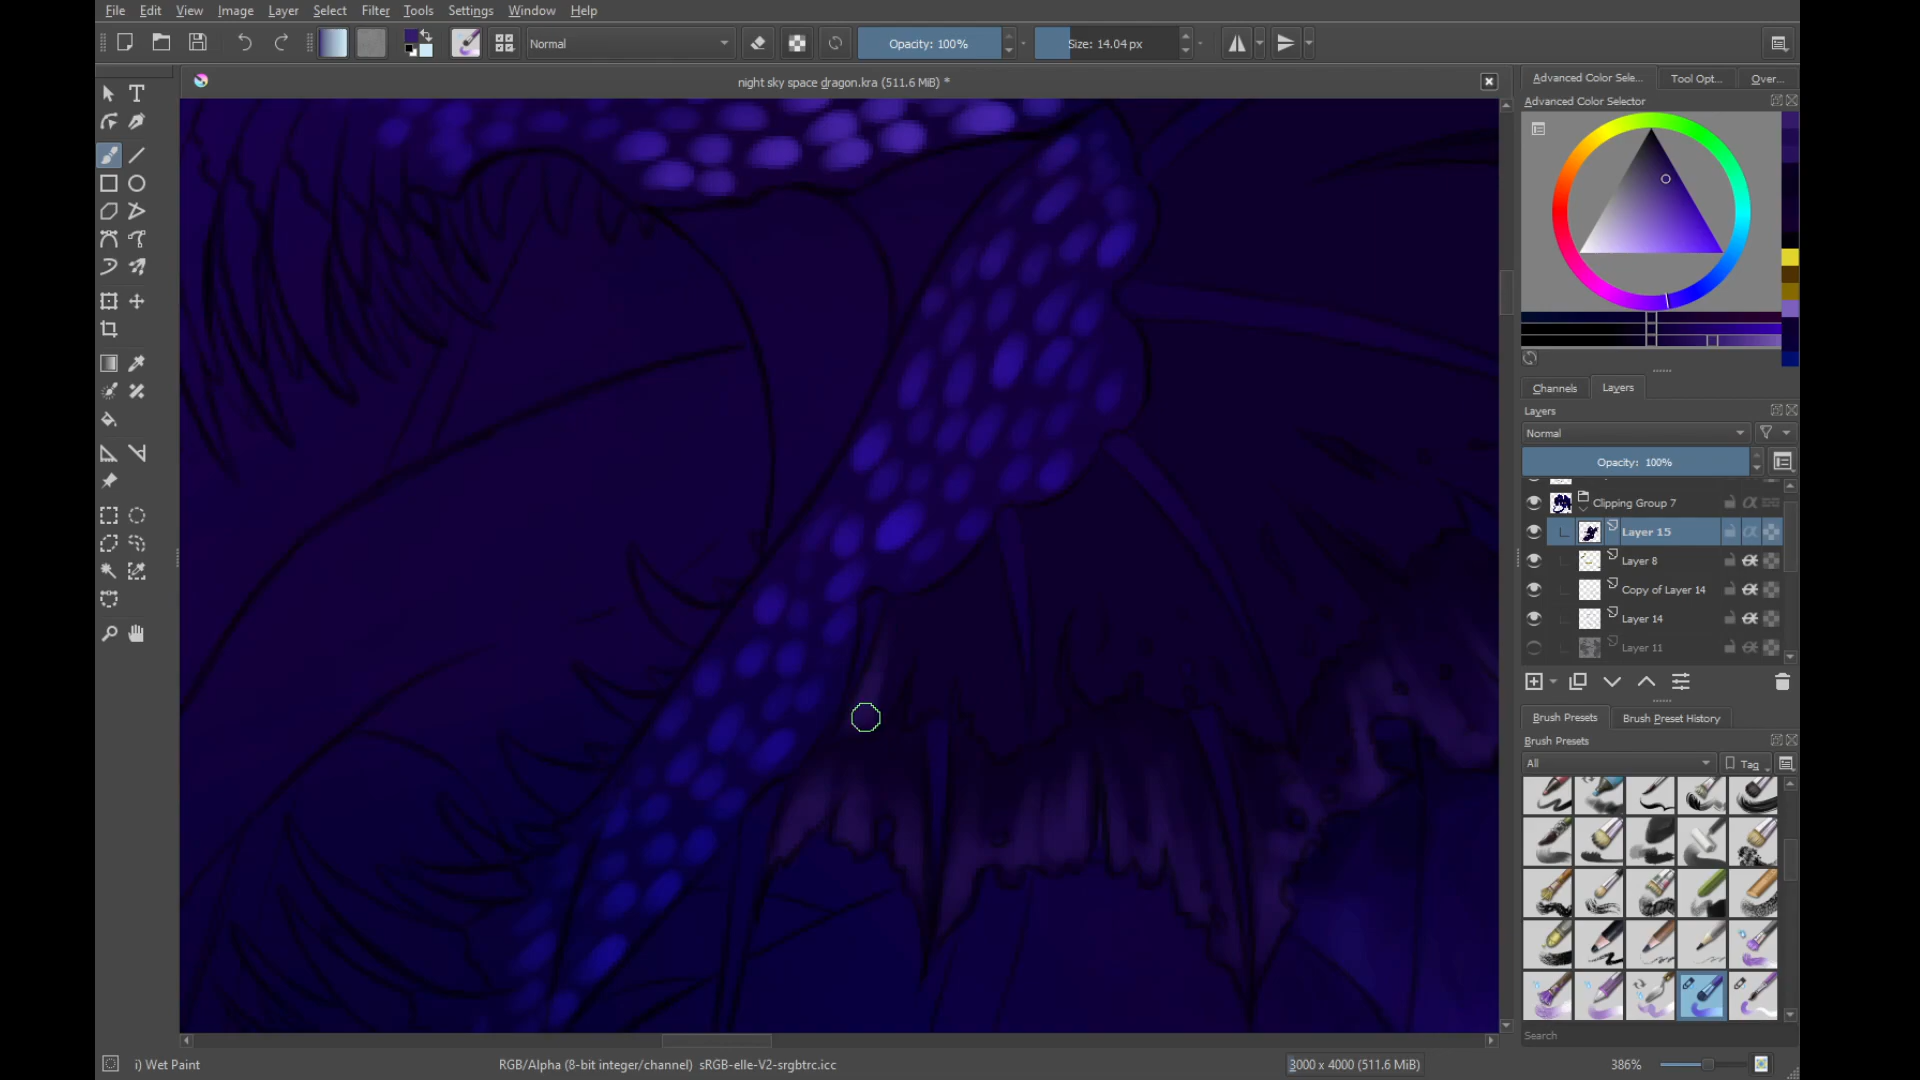 File Edit View Image Layer Select Filter Tools Settings Window Help
Normal Opacity: 100% Size: 14.04 px
night sky space dragon.kra (511.6 MiB) *
Advanced Color Sele... Tool Opt... Over...
Advanced Color Selector
Channels Layers
Layers
Normal
Opacity: 100%
Clipping Group 7
Layer 15
Layer 8
Copy of Layer 14
Layer 14
Layer 11
Brush Presets Brush Preset History
Brush Presets
All Tag
Search
i) Wet Paint RGB/Alpha (8-bit integer/channel) sRGB-elle-V2-srgbtrc.icc 3000 x 4000 (511.6 MiB) 386%